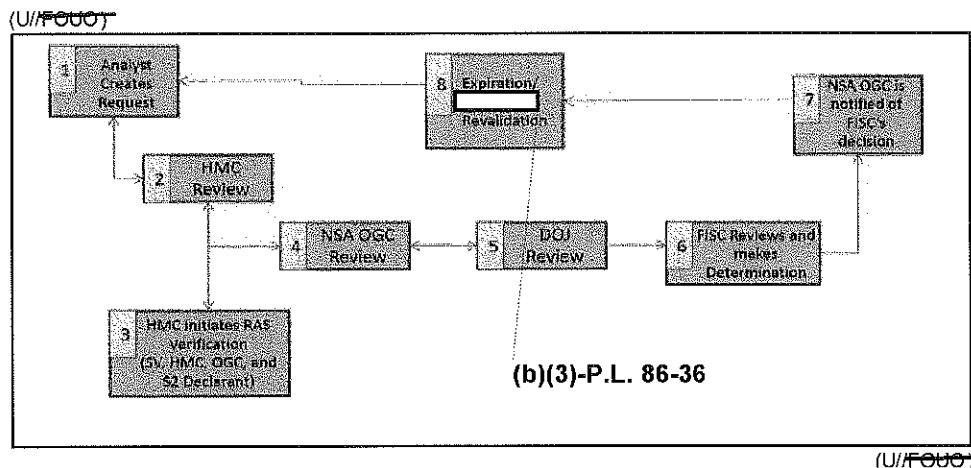 (U//FOUO)
1
Analyst
Creates
Request
8
Expiration/
Revalidation
7
NSA OGC is
notified of
FISC's
decision
2
HMC
Review
4
NSA OGC
Review
5
DOJ
Review
6
FISC Reviews and
makes
Determination
3
HMC initiates RAS
verification
(SV, HMC, OGC, and
S2 Declarant)
(b)(3)-P.L. 86-36
(U//FOUO